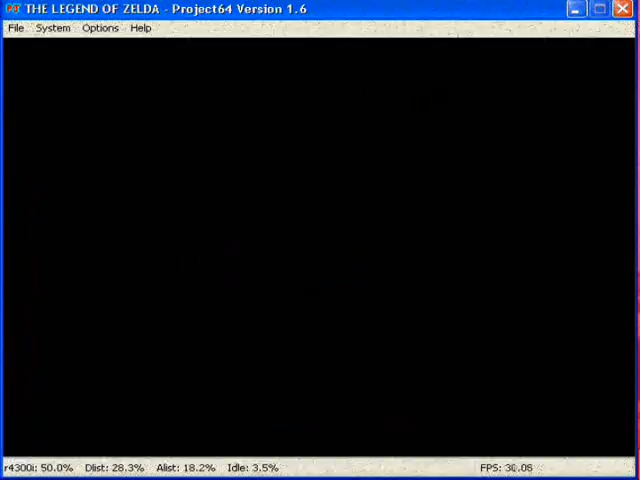 THE LEGEND OF ZELDA - Project64 Version 1.6
File System Options Help
r4300i: 50.0% Dlist: 28.3% Alist: 18.2% Idle: 3.5% FPS: 30.06